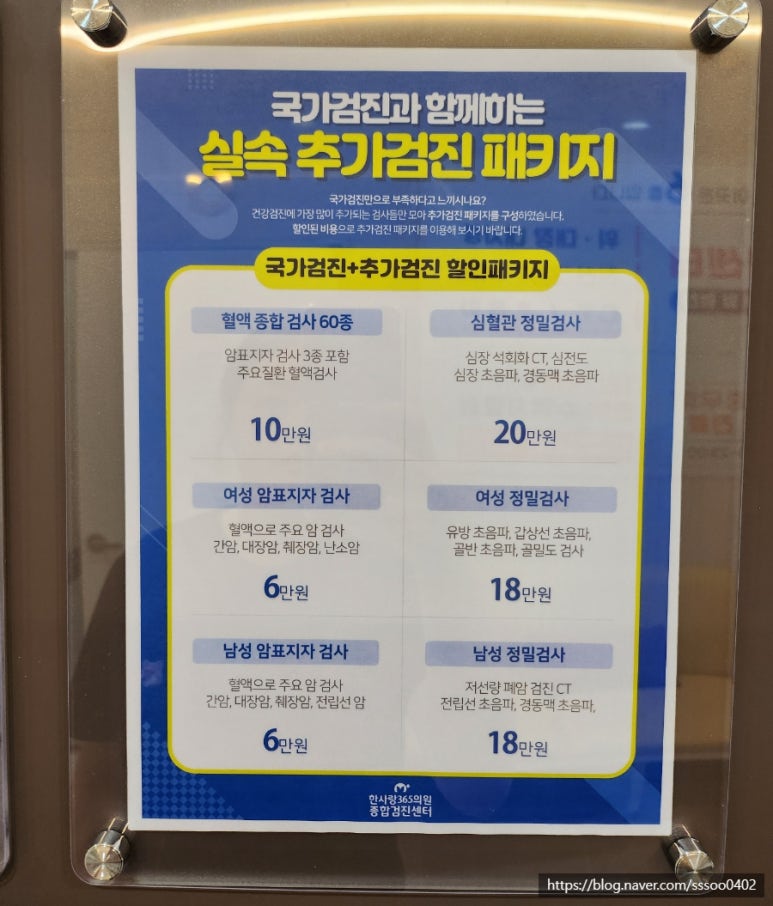 국가검진과 함께하는
실속 추가검진 패키지
국가검진만으로 부족하다고 느끼시나요?
건강검진에 가장 많이 추가되는 검사들만 모아 추가검진 패키지를 구성하였습니다.
할인된 비용으로 추가검진 패키지를 이용해 보시기 바랍니다.
국가검진+추가검진 할인패키지
혈액 종합 검사 60종
암표지자 검사 3종 포함
주요질환 혈액검사
10만원
심혈관 정밀검사
심장 석회화 CT, 심전도
심장 초음파, 경동맥 초음파
20만원
여성 암표지자 검사
혈액으로 주요 암 검사
간암, 대장암, 췌장암, 난소암
6만원
여성 정밀검사
유방 초음파, 갑상선 초음파,
골반 초음파, 골밀도 검사
18만원
남성 암표지자 검사
혈액으로 주요 암 검사
간암, 대장암, 췌장암, 전립선 암
6만원
남성 정밀검사
저선량 폐암 검진 CT
전립선 초음파, 경동맥 초음파,
18만원
한사랑365의원
종합검진센터
https://blog.naver.com/sssoo0402